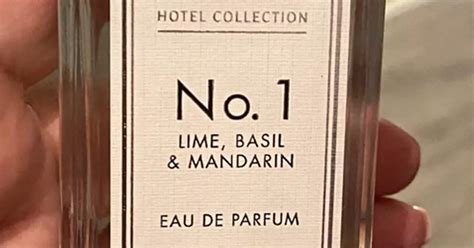 HOTEL COLLECTION
No. 1
LIME, BASIL
& MANDARIN
EAU DE PARFUM